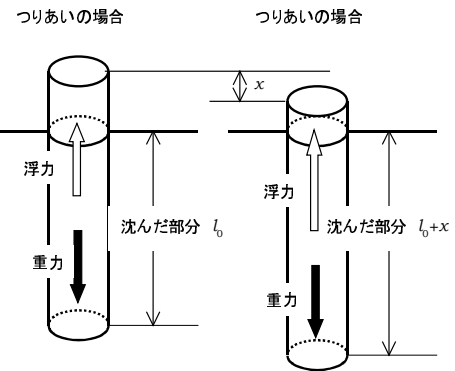 つりあいの場合
つりあいの場合
x
浮力
沈んだ部分 l0
重力
浮力
沈んだ部分 l0+x
重力